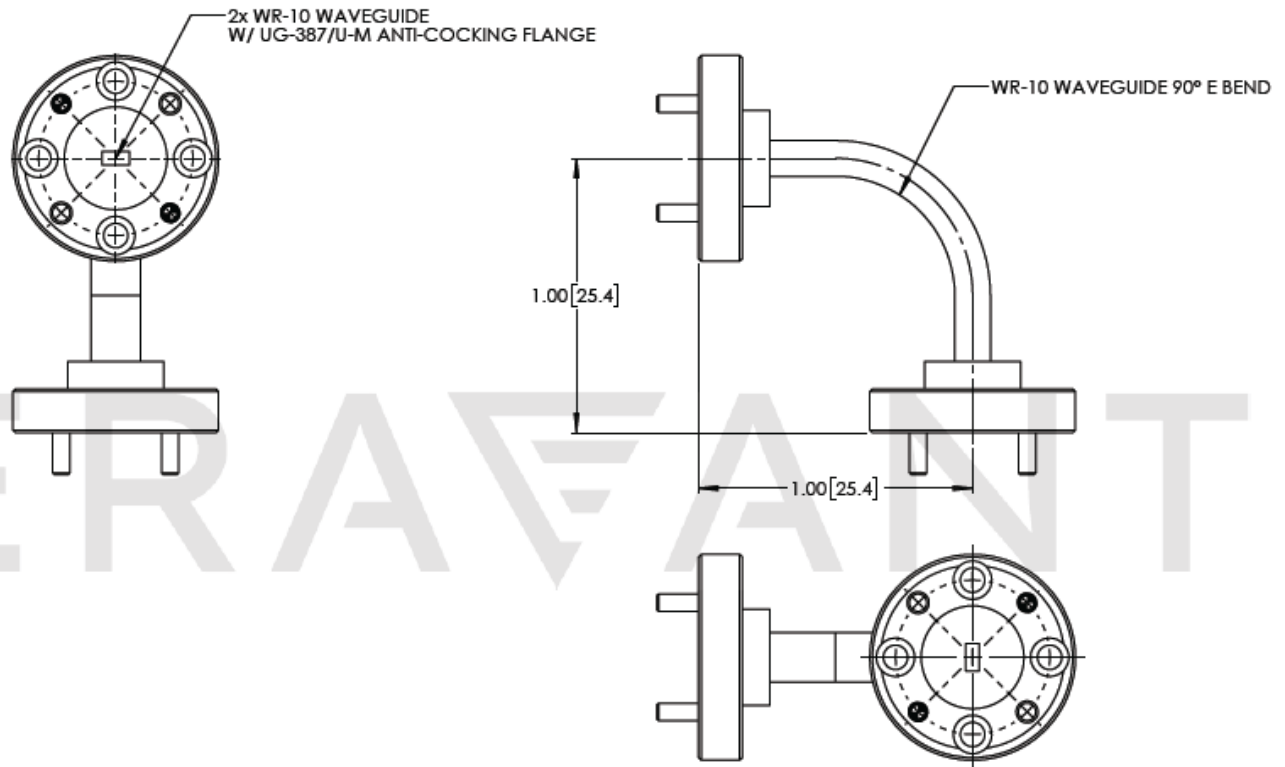 2x WR-10 WAVEGUIDE
W/ UG-387/U-M ANTI-COCKING FLANGE
WR-10 WAVEGUIDE 90° E BEND
1.00[25.4]
1.00[25.4]
ERAVANT